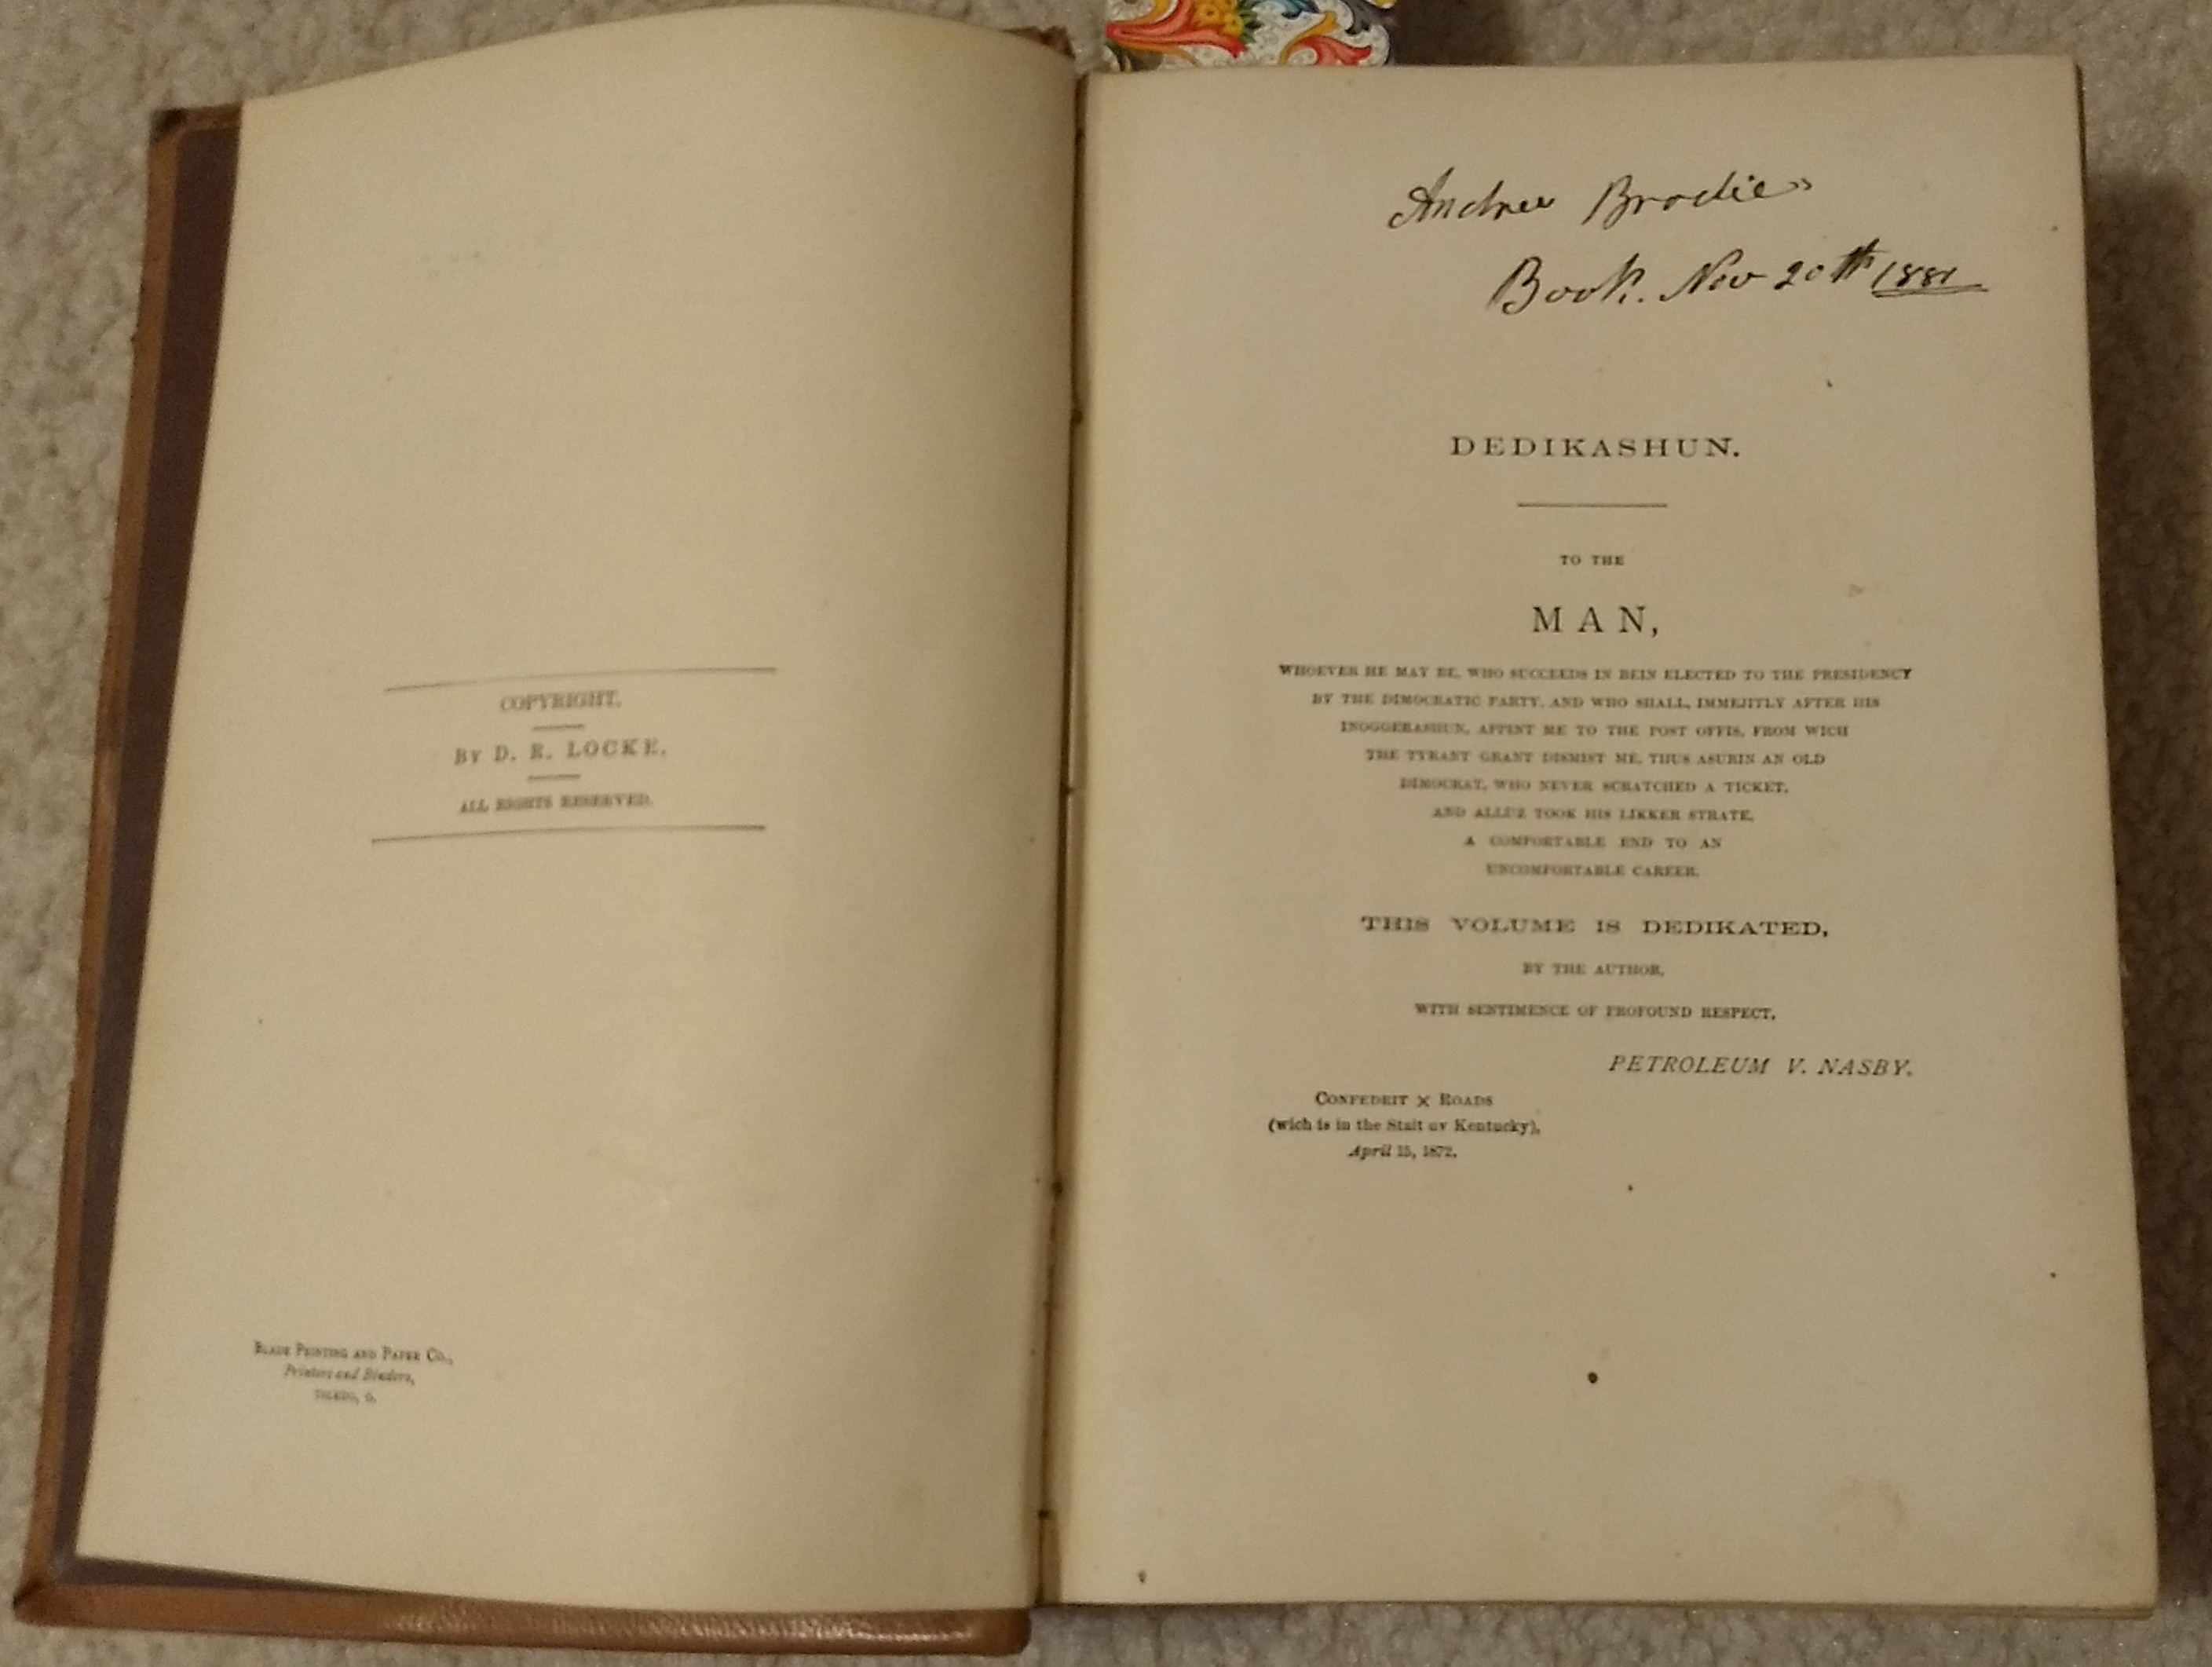 COPYRIGHT.
BY D. R. LOCKE.
ALL RIGHTS RESERVED.
BLADE PRINTING AND PAPER CO.,
Printers and Binders,
TOLEDO, O.
Andrew Brodie's
Book. Nov 20th 1881
DEDIKASHUN.
TO THE
MAN,
WHOEVER HE MAY BE, WHO SUCCEEDS IN BEIN ELECTED TO THE PRESIDENCY
BY THE DIMOCRATIC PARTY, AND WHO SHALL, IMMEJITLY AFTER HIS
INOGGERASHUN, APPINT ME TO THE POST OFFIS, FROM WICH
THE TYRANT GRANT DISMIST ME, THUS ASURIN AN OLD
DIMOCRAT, WHO NEVER SCRATCHED A TICKET,
AND ALLUZ TOOK HIS LIKKER STRATE,
A COMFORTABLE END TO AN
UNCOMFORTABLE CAREER,
THIS VOLUME IS DEDIKATED,
BY THE AUTHOR,
WITH SENTIMENCE OF PROFOUND RESPECT,
PETROLEUM V. NASBY.
CONFEDRIT X ROADS
(wich is in the Stait uv Kentucky),
April 15, 1872.